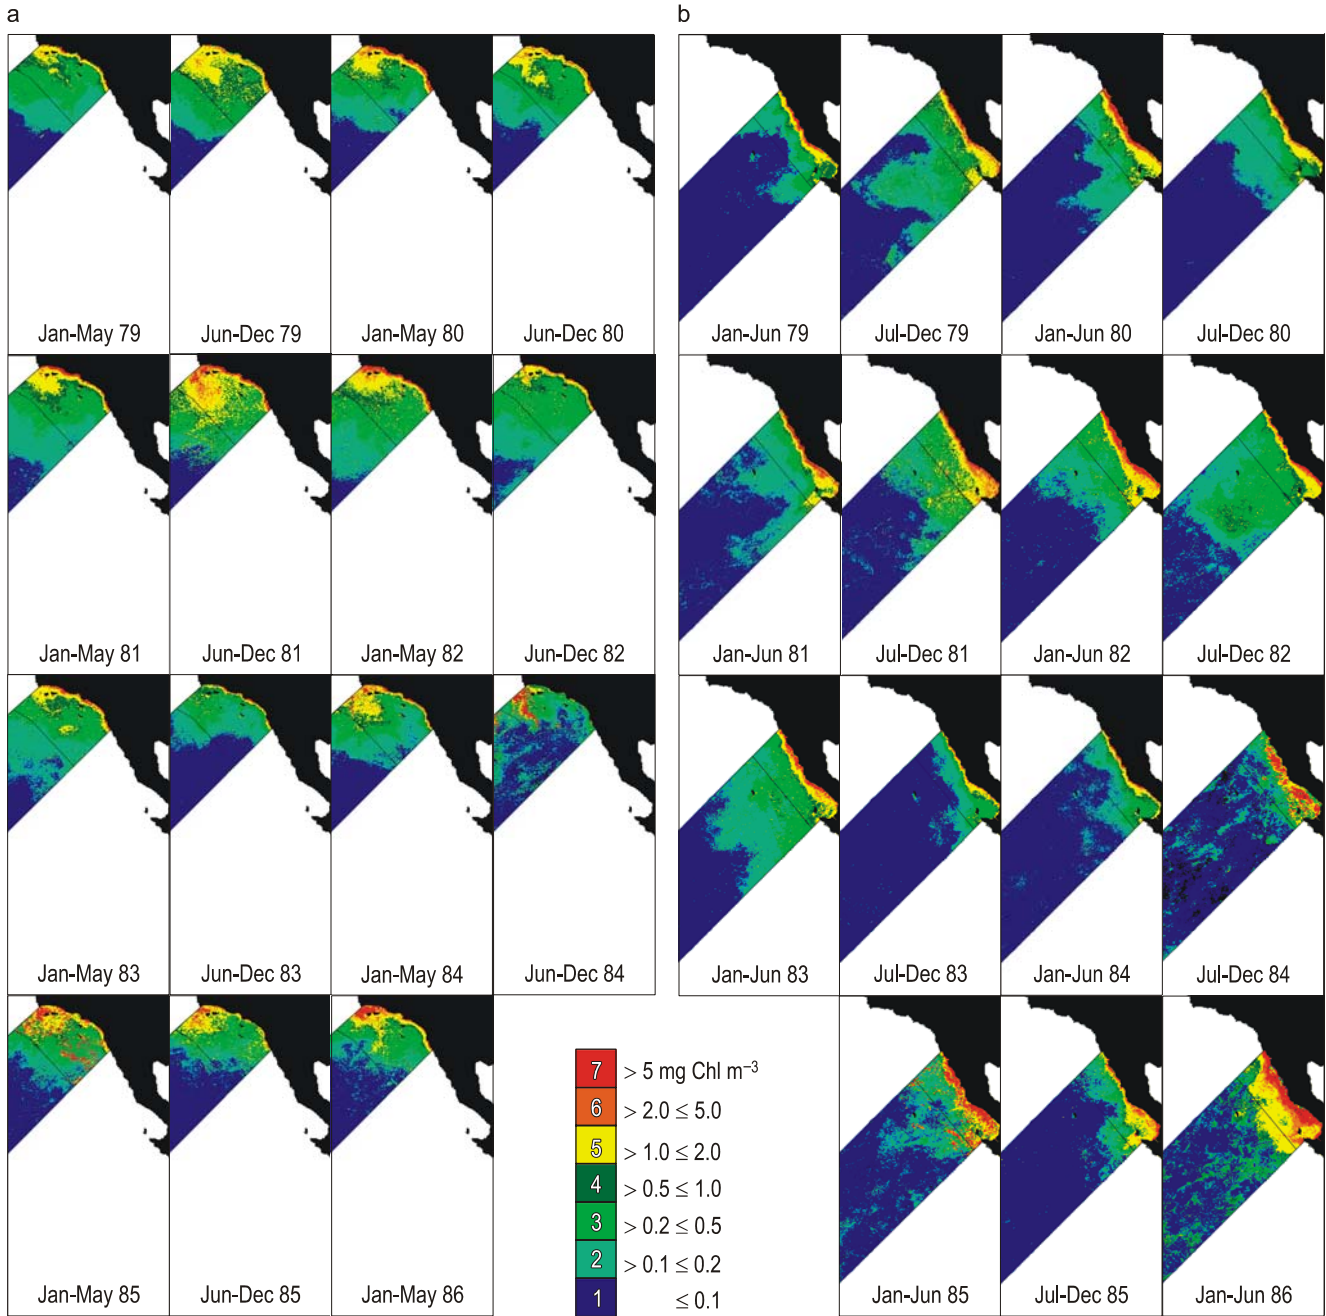 a
b
Jan-May 79
Jun-Dec 79
Jan-May 80
Jun-Dec 80
Jan-Jun 79
Jul-Dec 79
Jan-Jun 80
Jul-Dec 80
Jan-May 81
Jun-Dec 81
Jan-May 82
Jun-Dec 82
Jan-Jun 81
Jul-Dec 81
Jan-Jun 82
Jul-Dec 82
Jan-May 83
Jun-Dec 83
Jan-May 84
Jun-Dec 84
Jan-Jun 83
Jul-Dec 83
Jan-Jun 84
Jul-Dec 84
Jan-May 85
Jun-Dec 85
Jan-May 86
7 > 5 mg Chl m⁻³
6 > 2.0 ≤ 5.0
5 > 1.0 ≤ 2.0
4 > 0.5 ≤ 1.0
3 > 0.2 ≤ 0.5
2 > 0.1 ≤ 0.2
1 ≤ 0.1
Jan-Jun 85
Jul-Dec 85
Jan-Jun 86